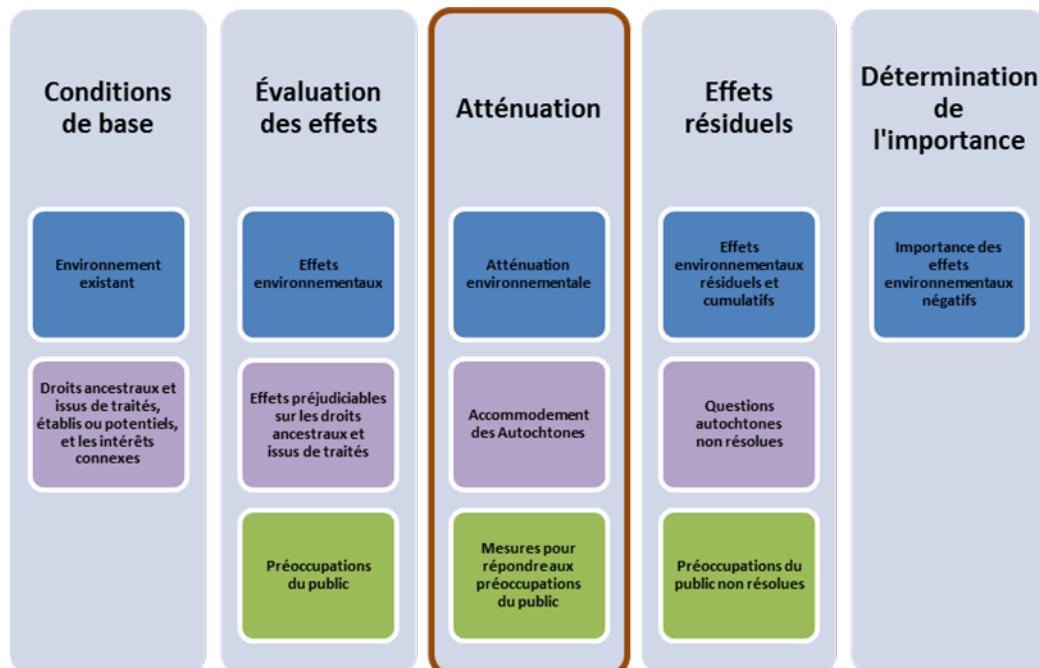 Conditions
de base
Environnement
existant
Droits ancestraux et
issus de traités,
établis ou potentiels,
et les intérêts
connexes
Évaluation
des effets
Effets
environnementaux
Effets préjudiciables
sur les droits
ancestraux et
issus de traités
Préoccupations
du public
Atténuation
Atténuation
environnementale
Accommodement
des Autochtones
Mesures pour
répondre aux
préoccupations
du public
Effets
résiduels
Effets
environnementaux
résiduels et
cumulatifs
Questions
autochtones
non résolues
Préoccupations du
public non résolues
Détermination
de
l'importance
Importance des
effets
environnementaux
négatifs